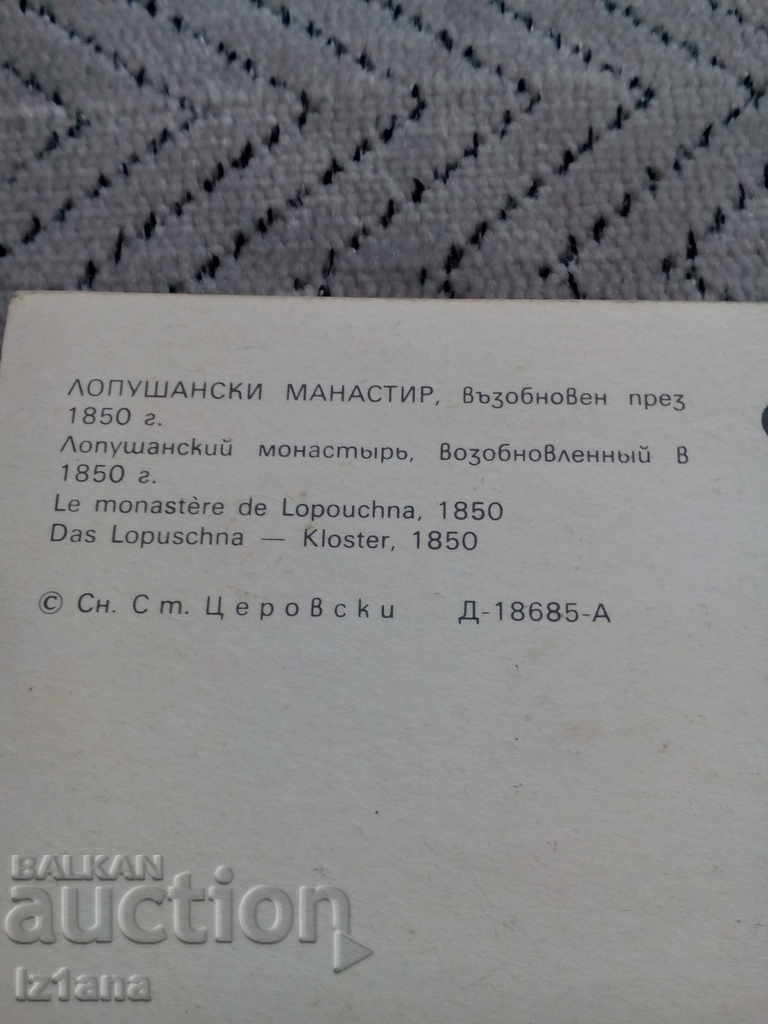 ЛОПУШАНСКИ МАНАСТИР, възобновен през
1850 г.
Лопушанский монастырь, возобновленный в
1850 г.
Le monastère de Lopouchna, 1850
Das Lopuschna — Kloster, 1850
© Сн. Ст. Церовски Д-18685-А
BALKAN
auction
Iz1ana